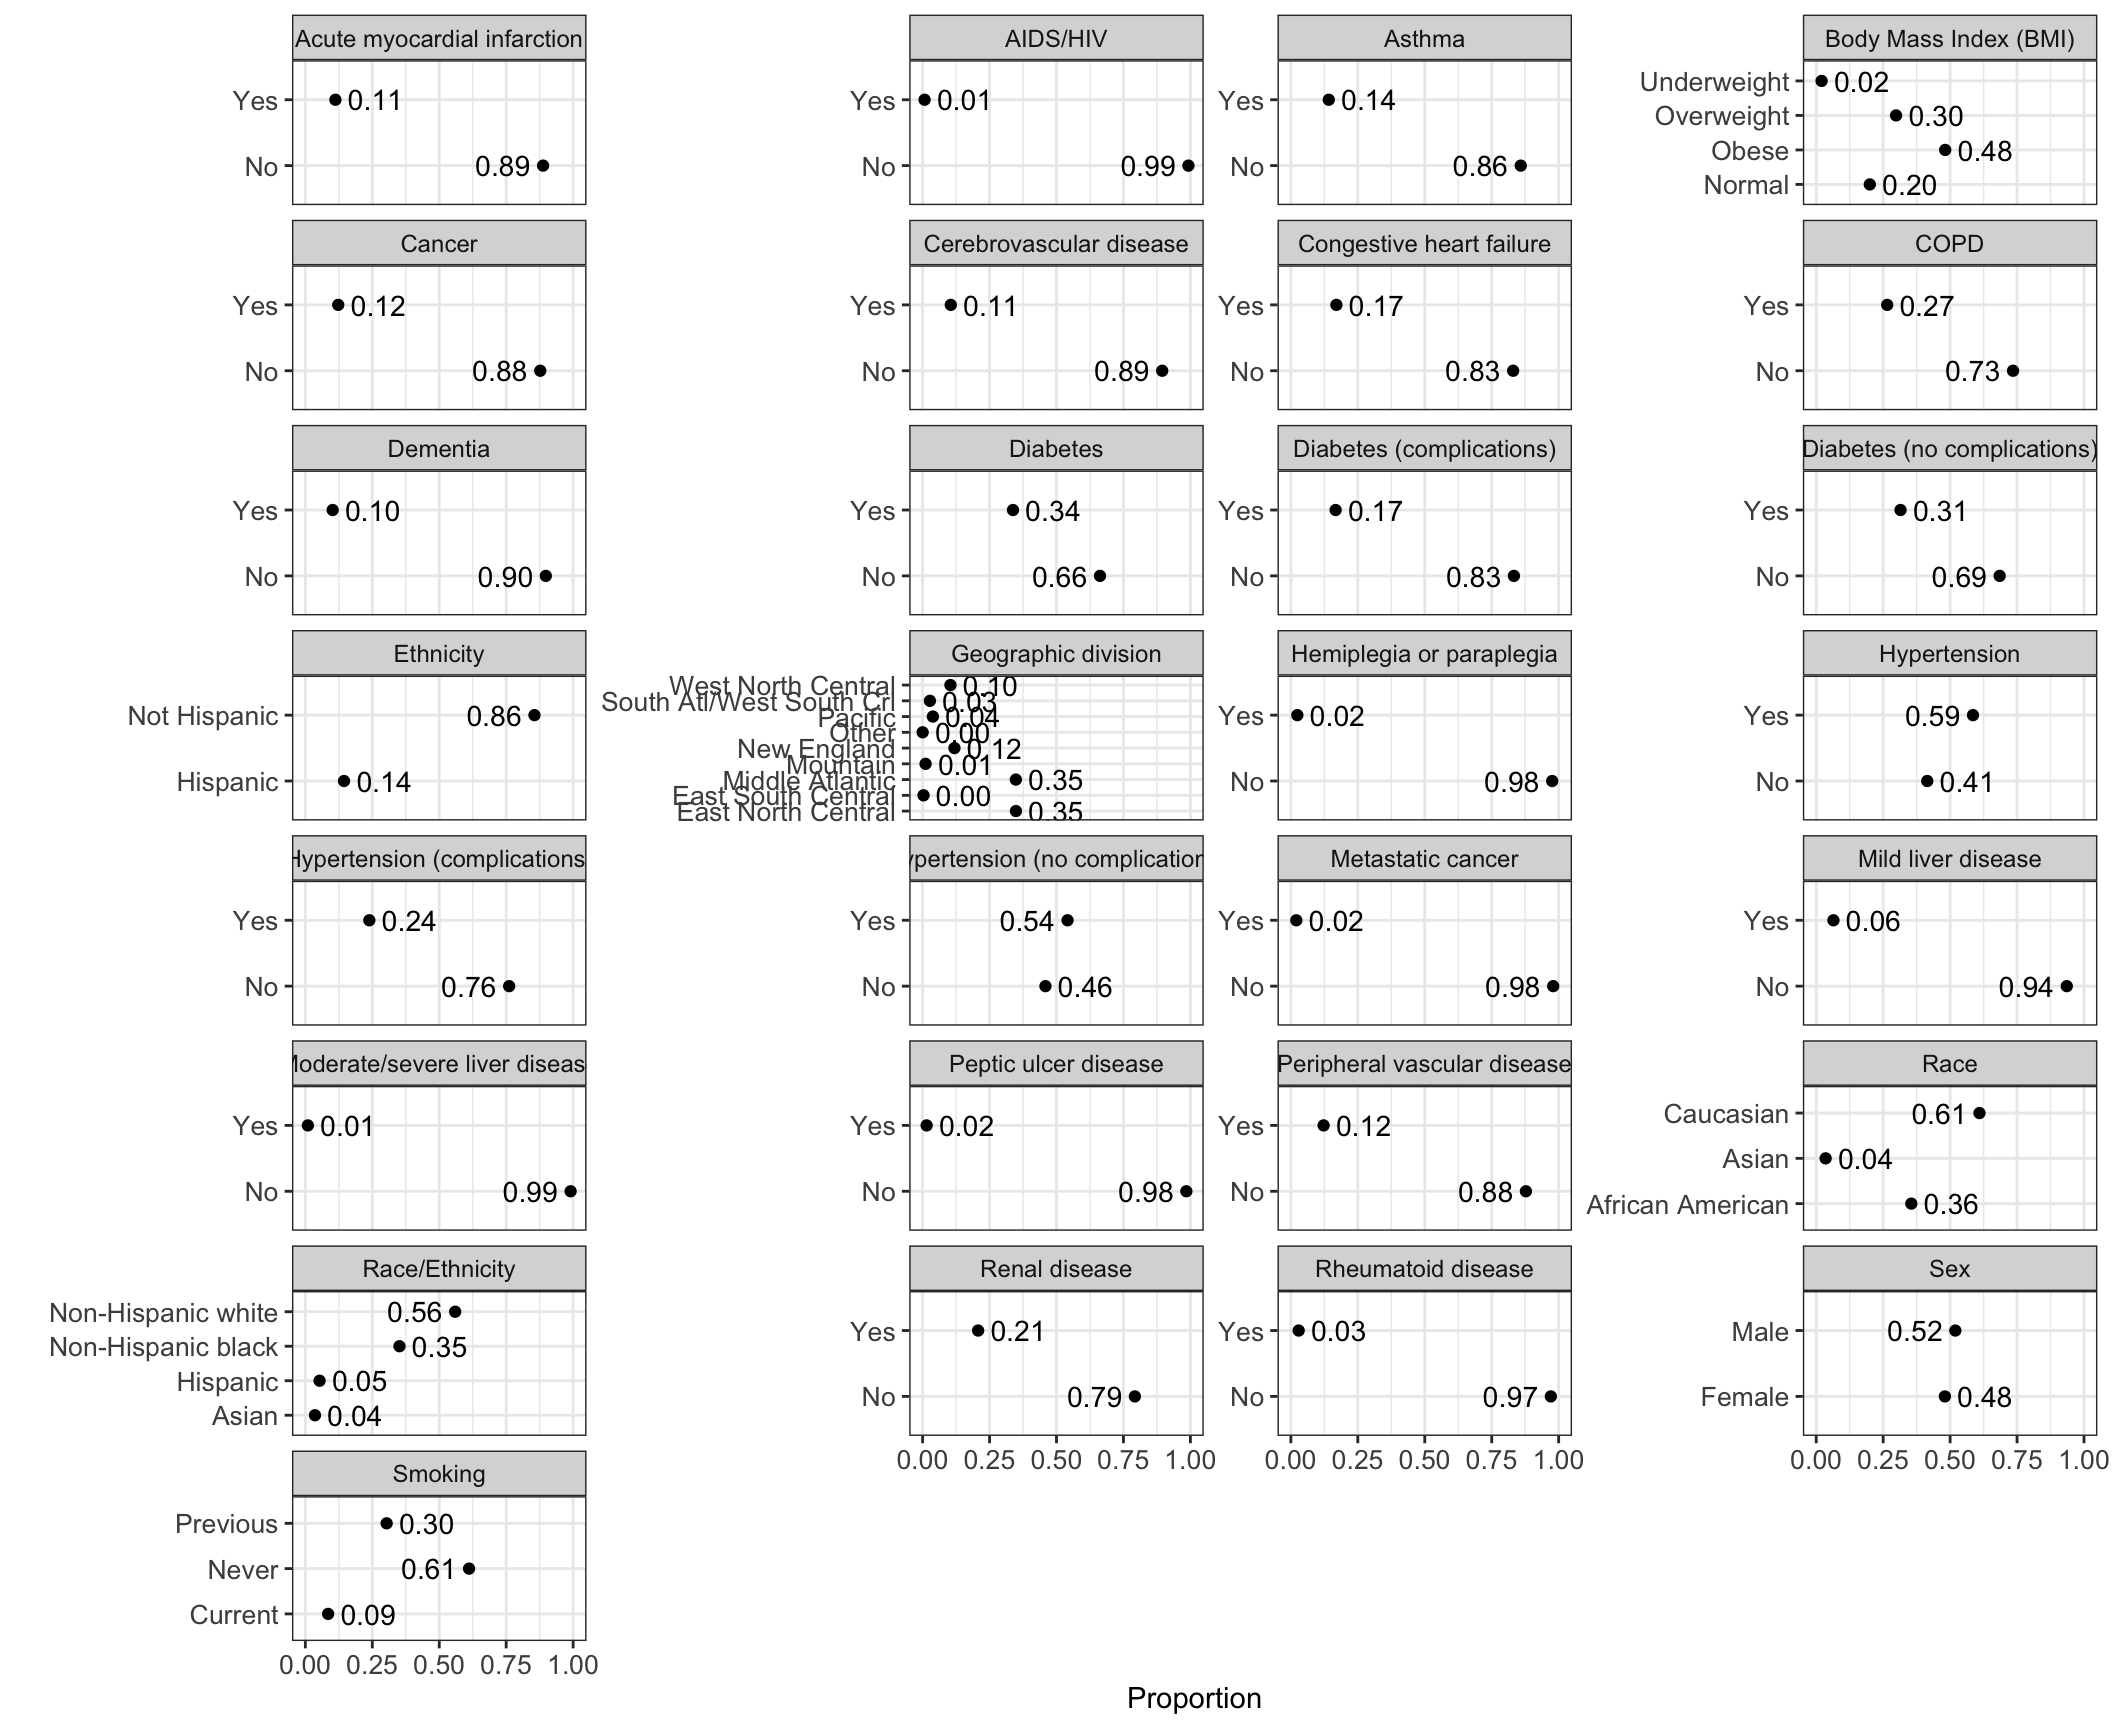 Acute myocardial infarction
Yes 0.11
No 0.89
AIDS/HIV
Yes 0.01
No 0.99
Asthma
Yes 0.14
No 0.86
Body Mass Index (BMI)
Underweight 0.02
Overweight 0.30
Obese 0.48
Normal 0.20
Cancer
Yes 0.12
No 0.88
Cerebrovascular disease
Yes 0.11
No 0.89
Congestive heart failure
Yes 0.17
No 0.83
COPD
Yes 0.27
No 0.73
Dementia
Yes 0.10
No 0.90
Diabetes
Yes 0.34
No 0.66
Diabetes (complications)
Yes 0.17
No 0.83
Diabetes (no complications)
Yes 0.31
No 0.69
Ethnicity
Not Hispanic 0.86
Hispanic 0.14
Geographic division
West North Central 0.10
South Atl/West South Crl 0.03
Pacific 0.04
Other 0.00
New England 0.12
Mountain 0.01
Middle Atlantic 0.35
East South Central 0.00
East North Central 0.35
Hemiplegia or paraplegia
Yes 0.02
No 0.98
Hypertension
Yes 0.59
No 0.41
Hypertension (complications
Yes 0.24
No 0.76
ypertension (no complication
Yes 0.54
No 0.46
Metastatic cancer
Yes 0.02
No 0.98
Mild liver disease
Yes 0.06
No 0.94
Moderate/severe liver diseas
Yes 0.01
No 0.99
Peptic ulcer disease
Yes 0.02
No 0.98
Peripheral vascular disease
Yes 0.12
No 0.88
Race
Caucasian 0.61
Asian 0.04
African American 0.36
Race/Ethnicity
Non-Hispanic white 0.56
Non-Hispanic black 0.35
Hispanic 0.05
Asian 0.04
Renal disease
Yes 0.21
No 0.79
Rheumatoid disease
Yes 0.03
No 0.97
Sex
Male 0.52
Female 0.48
0.00 0.25 0.50 0.75 1.00
0.00 0.25 0.50 0.75 1.00
0.00 0.25 0.50 0.75 1.00
Smoking
Previous 0.30
Never 0.61
Current 0.09
0.00 0.25 0.50 0.75 1.00
Proportion